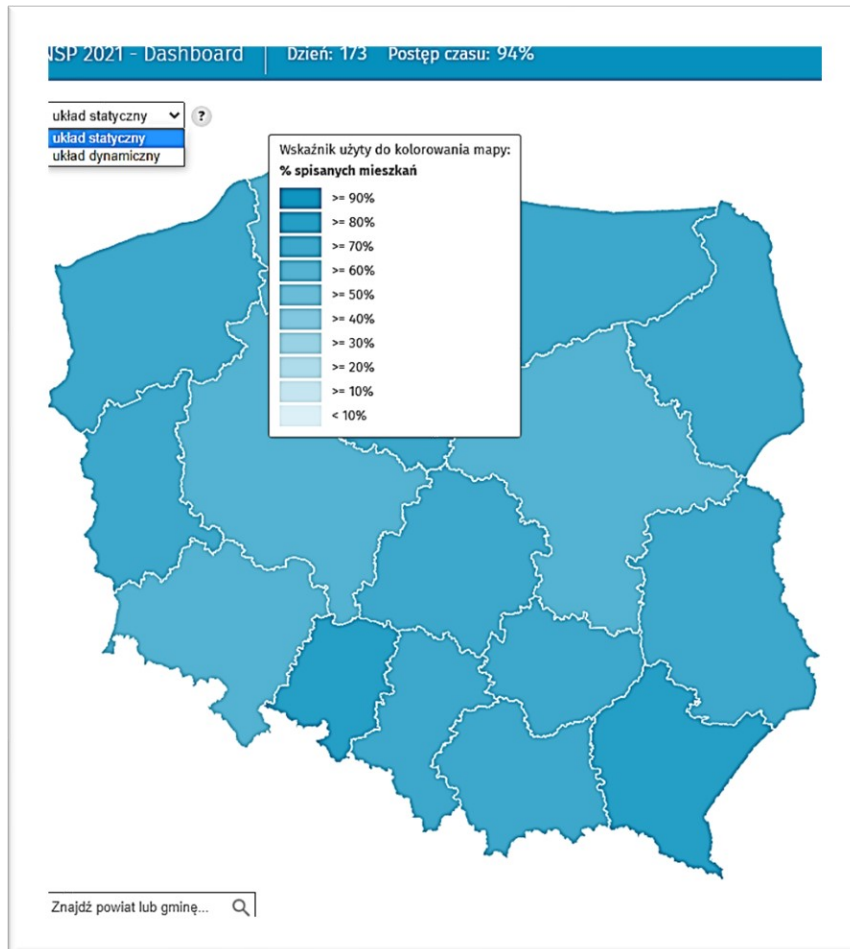 NSP 2021 - Dashboard Dzień: 173 Postęp czasu: 94%
układ statyczny ?
układ statyczny
układ dynamiczny
Wskaźnik użyty do kolorowania mapy:
% spisanych mieszkań
>= 90%
>= 80%
>= 70%
>= 60%
>= 50%
>= 40%
>= 30%
>= 20%
>= 10%
< 10%
Znajdź powiat lub gminę...